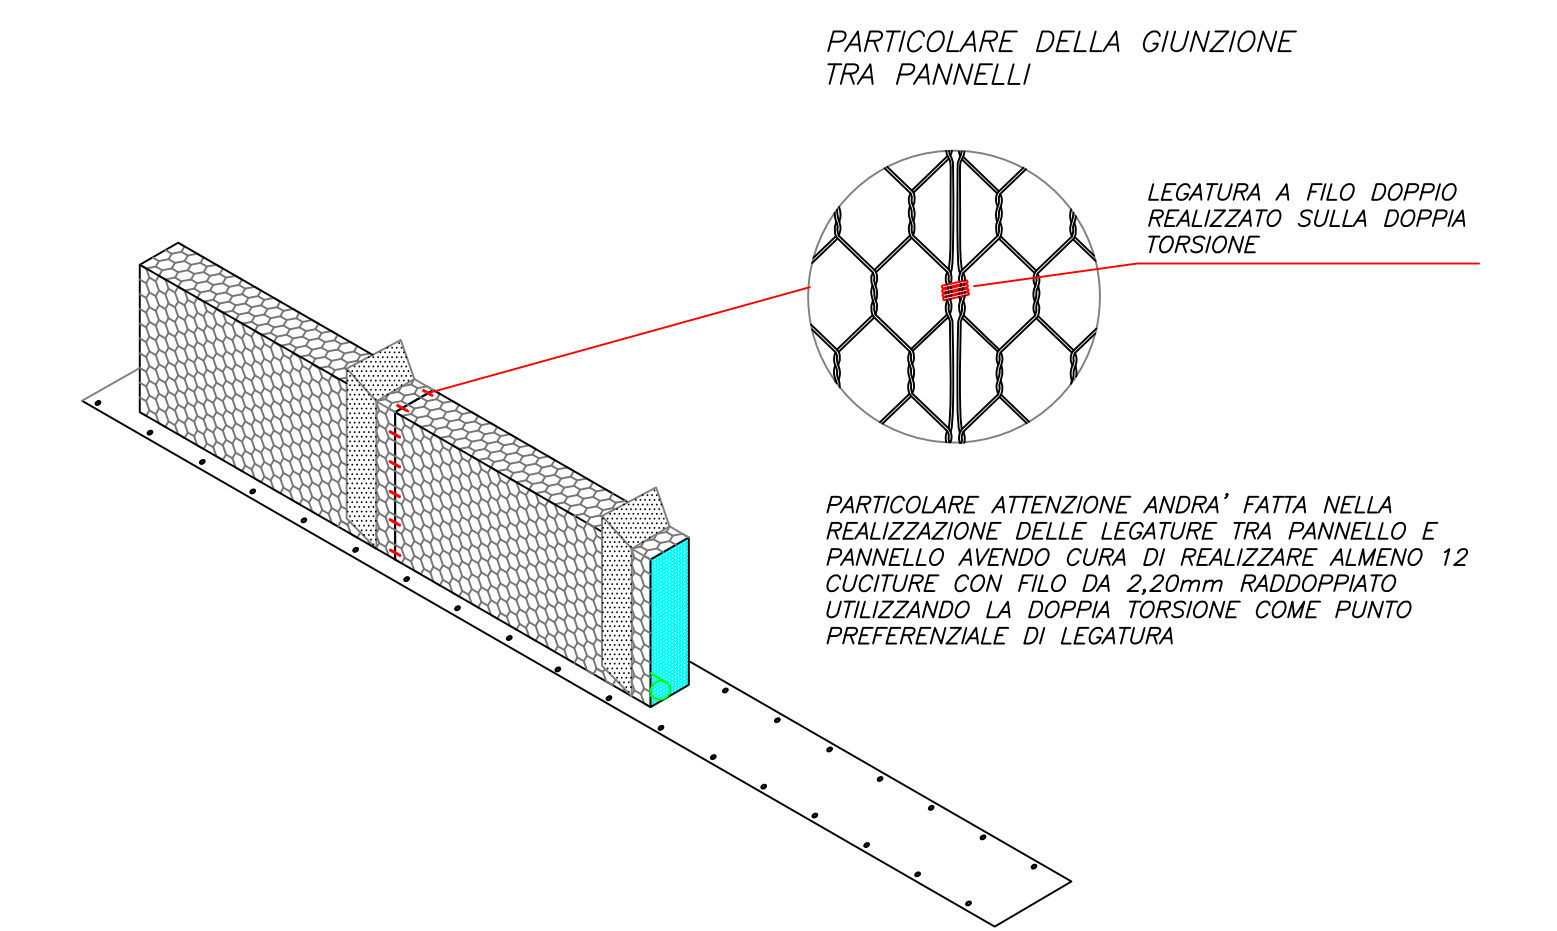 PARTICOLARE DELLA GIUNZIONE
TRA PANNELLI
LEGATURA A FILO DOPPIO
REALIZZATO SULLA DOPPIA
TORSIONE
PARTICOLARE ATTENZIONE ANDRA' FATTA NELLA
REALIZZAZIONE DELLE LEGATURE TRA PANNELLO E
PANNELLO AVENDO CURA DI REALIZZARE ALMENO 12
CUCITURE CON FILO DA 2,20mm RADDOPPIATO
UTILIZZANDO LA DOPPIA TORSIONE COME PUNTO
PREFERENZIALE DI LEGATURA